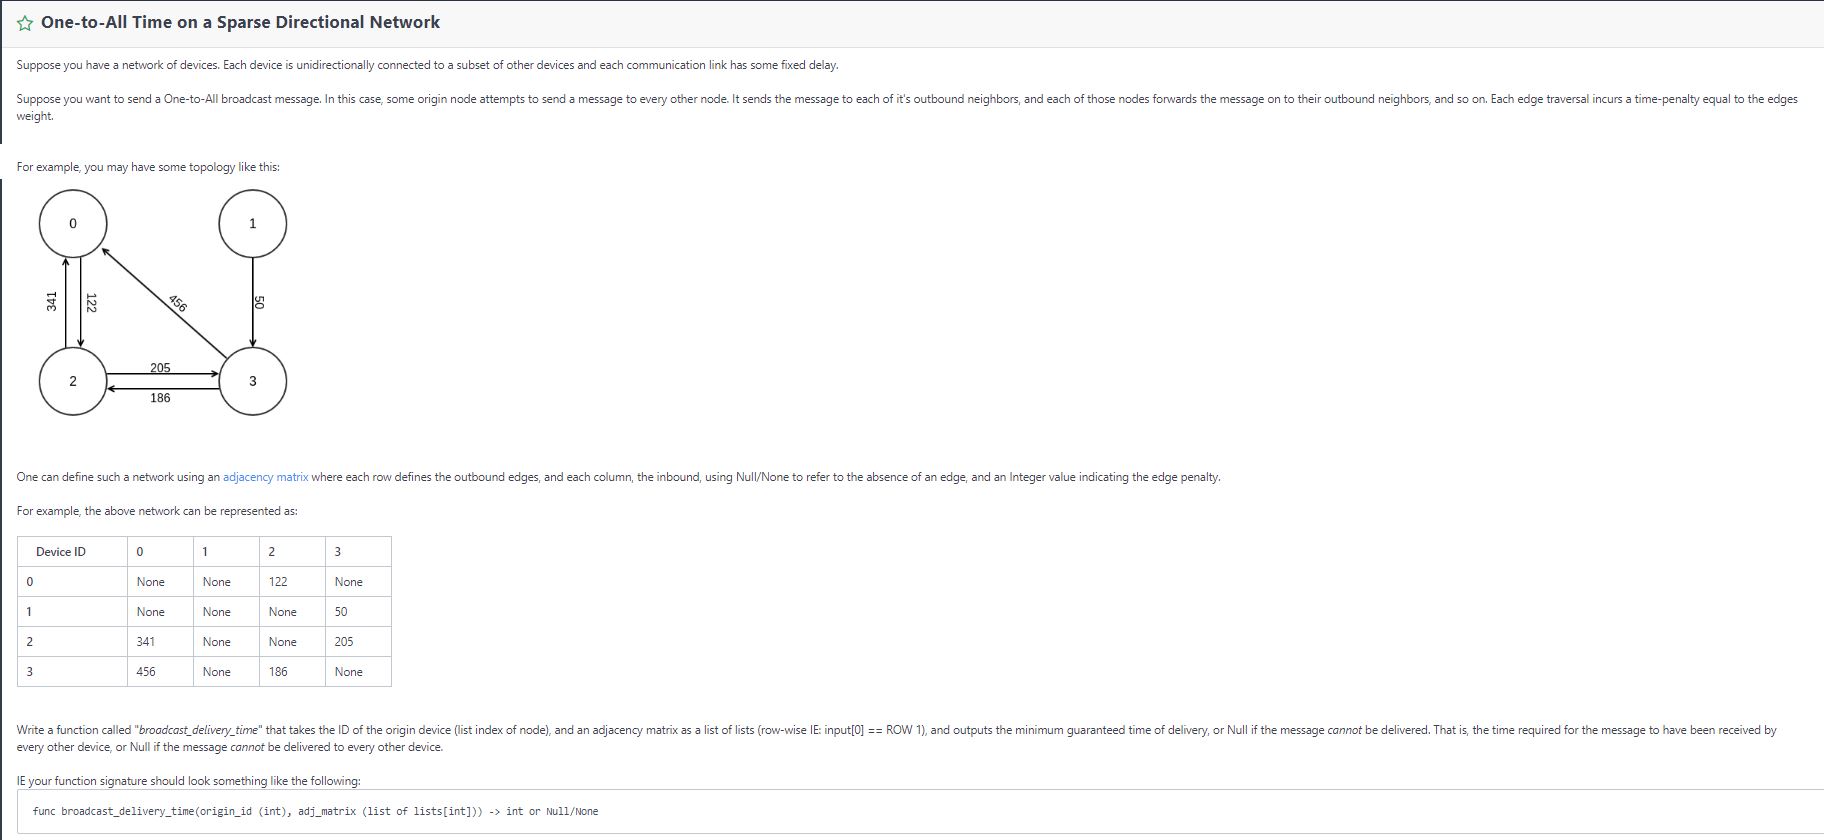 One-to-All Time on a Sparse Directional Network
Suppose you have a network of devices. Each device is unidirectionally connected to a subset of other devices and each communication link has some fixed delay.
Suppose you want to send a One-to-All broadcast message. In this case, some origin node attempts to send a message to every other node. It sends the message to each of it's outbound neighbors, and each of those nodes forwards the message on to their outbound neighbors, and so on. Each edge traversal incurs a time-penalty equal to the edges
weight.
For example, you may have some topology like this:
0
1
341
122
456
50
205
2
3
186
One can define such a network using an adjacency matrix where each row defines the outbound edges, and each column, the inbound, using Null/None to refer to the absence of an edge, and an Integer value indicating the edge penalty.
For example, the above network can be represented as:
Device ID 0 1 2 3
0 None None 122 None
1 None None None 50
2 341 None None 205
3 456 None 186 None
Write a function called "broadcast_delivery_time" that takes the ID of the origin device (list index of node), and an adjacency matrix as a list of lists (row-wise IE: input[0] == ROW 1), and outputs the minimum guaranteed time of delivery, or Null if the message cannot be delivered. That is, the time required for the message to have been received by
every other device, or Null if the message cannot be delivered to every other device.
IE your function signature should look something like the following:
func broadcast_delivery_time(origin_id (int), adj_matrix (list of lists[int])) -> int or Null/None